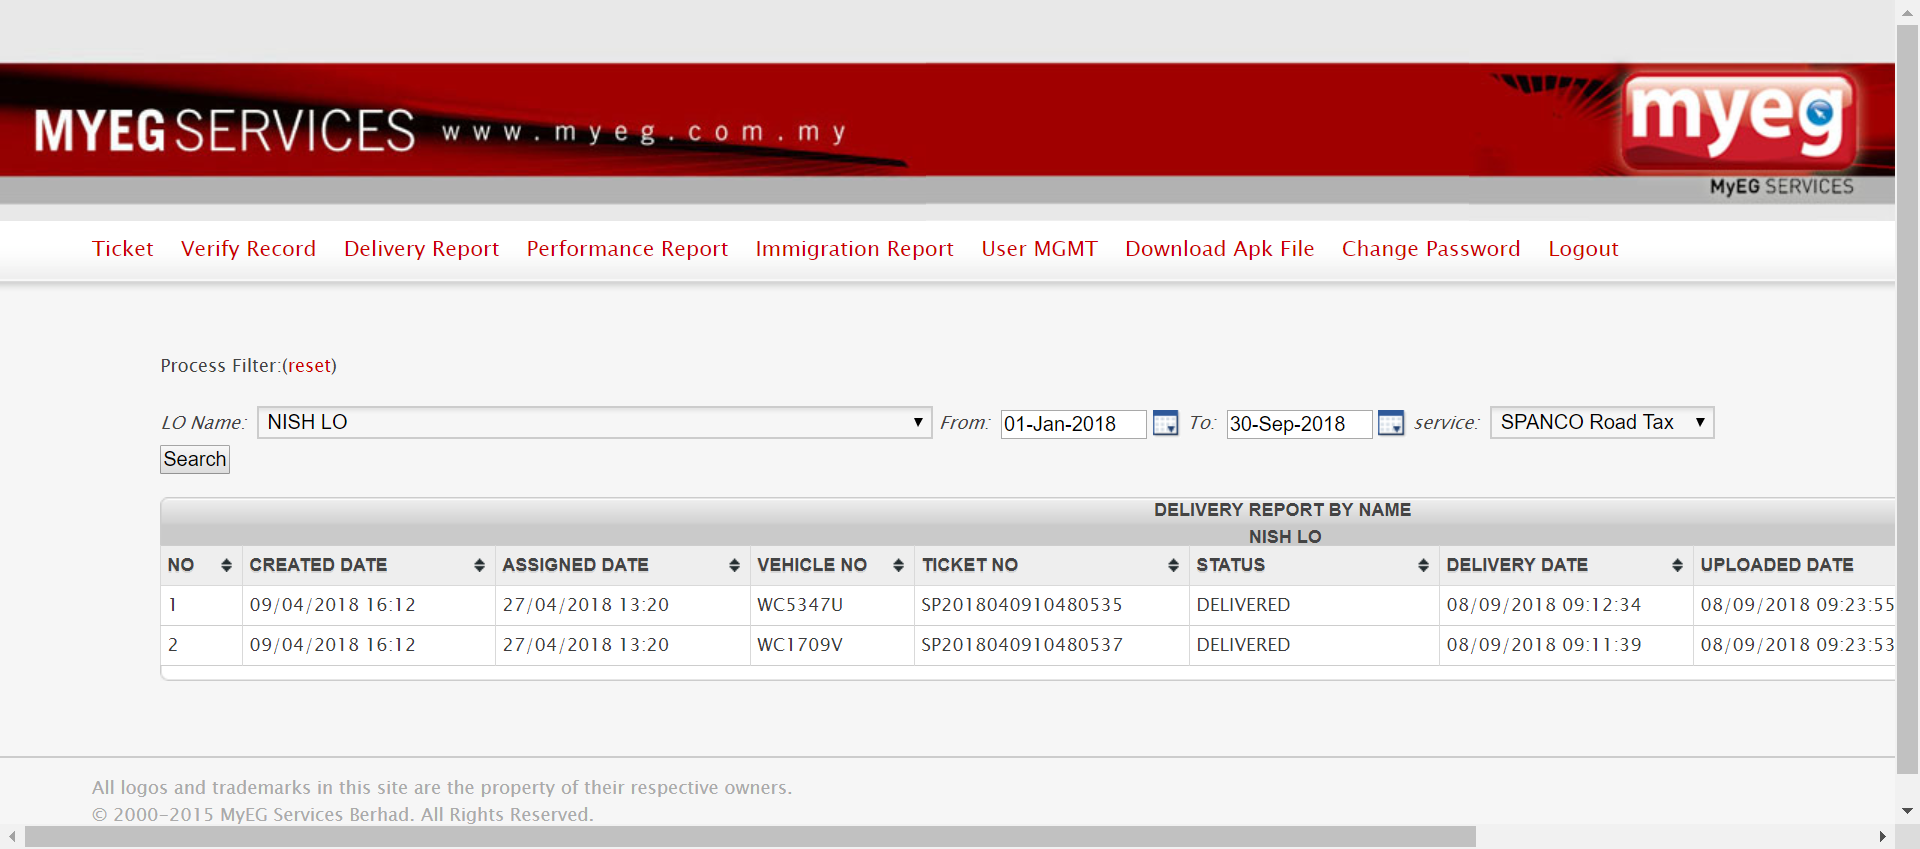 MYEG SERVICES www.myeg.com.my
myeg
MyEG SERVICES
Ticket Verify Record Delivery Report Performance Report Immigration Report User MGMT Download Apk File Change Password Logout
Process Filter:(reset)
LO Name: NISH LO From: 01-Jan-2018 To: 30-Sep-2018 service: SPANCO Road Tax
Search
DELIVERY REPORT BY NAME
NISH LO
NO CREATED DATE ASSIGNED DATE VEHICLE NO TICKET NO STATUS DELIVERY DATE UPLOADED DATE
1 09/04/2018 16:12 27/04/2018 13:20 WC5347U SP2018040910480535 DELIVERED 08/09/2018 09:12:34 08/09/2018 09:23:55
2 09/04/2018 16:12 27/04/2018 13:20 WC1709V SP2018040910480537 DELIVERED 08/09/2018 09:11:39 08/09/2018 09:23:53
All logos and trademarks in this site are the property of their respective owners.
© 2000-2015 MyEG Services Berhad. All Rights Reserved.